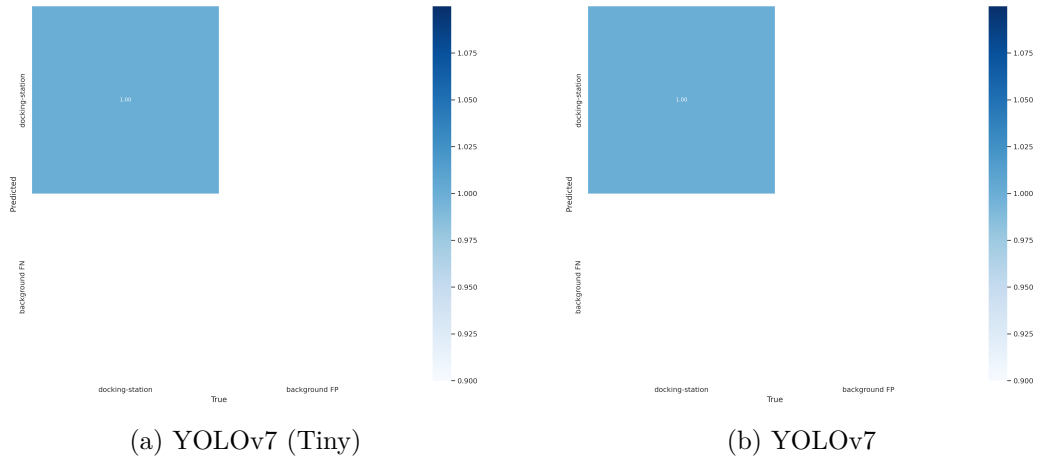 docking-station
1.00
Predicted
background FN
docking-station
background FP
True
1.075
1.050
1.025
1.000
0.975
0.950
0.925
0.900
(a) YOLOv7 (Tiny)
docking-station
1.00
Predicted
background FN
docking-station
background FP
True
1.075
1.050
1.025
1.000
0.975
0.950
0.925
0.900
(b) YOLOv7